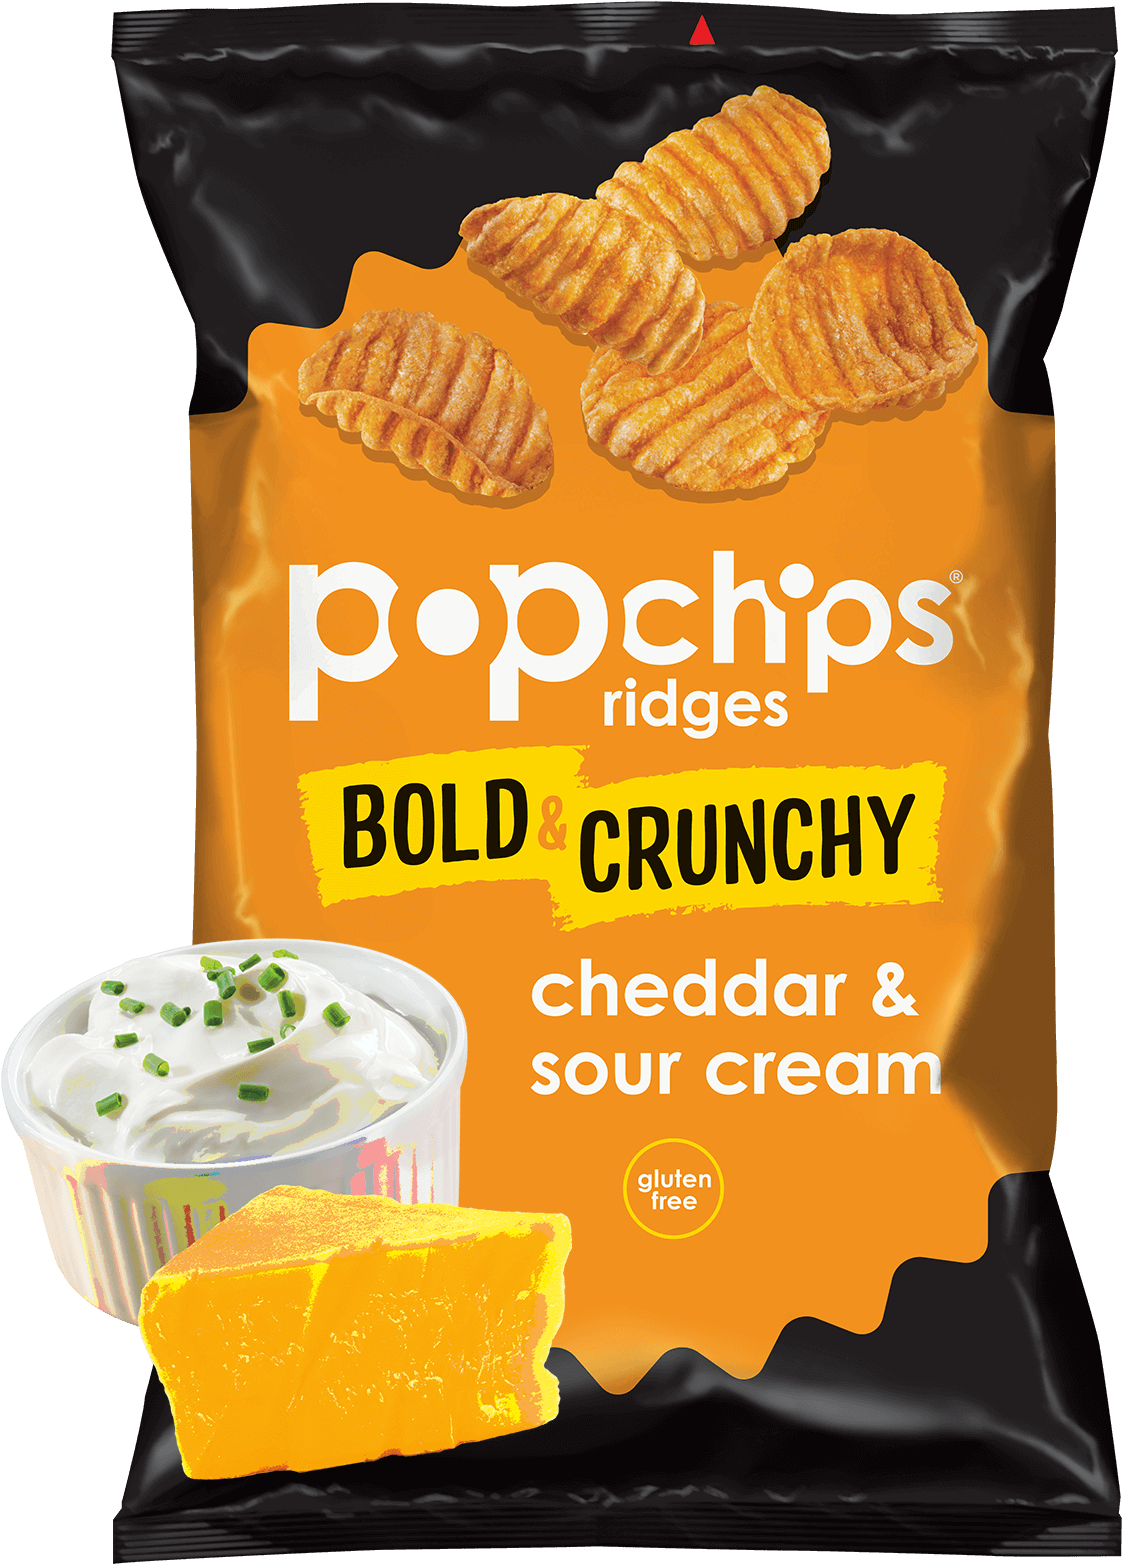 popchips®
ridges
BOLD & CRUNCHY
cheddar &
sour cream
gluten
free